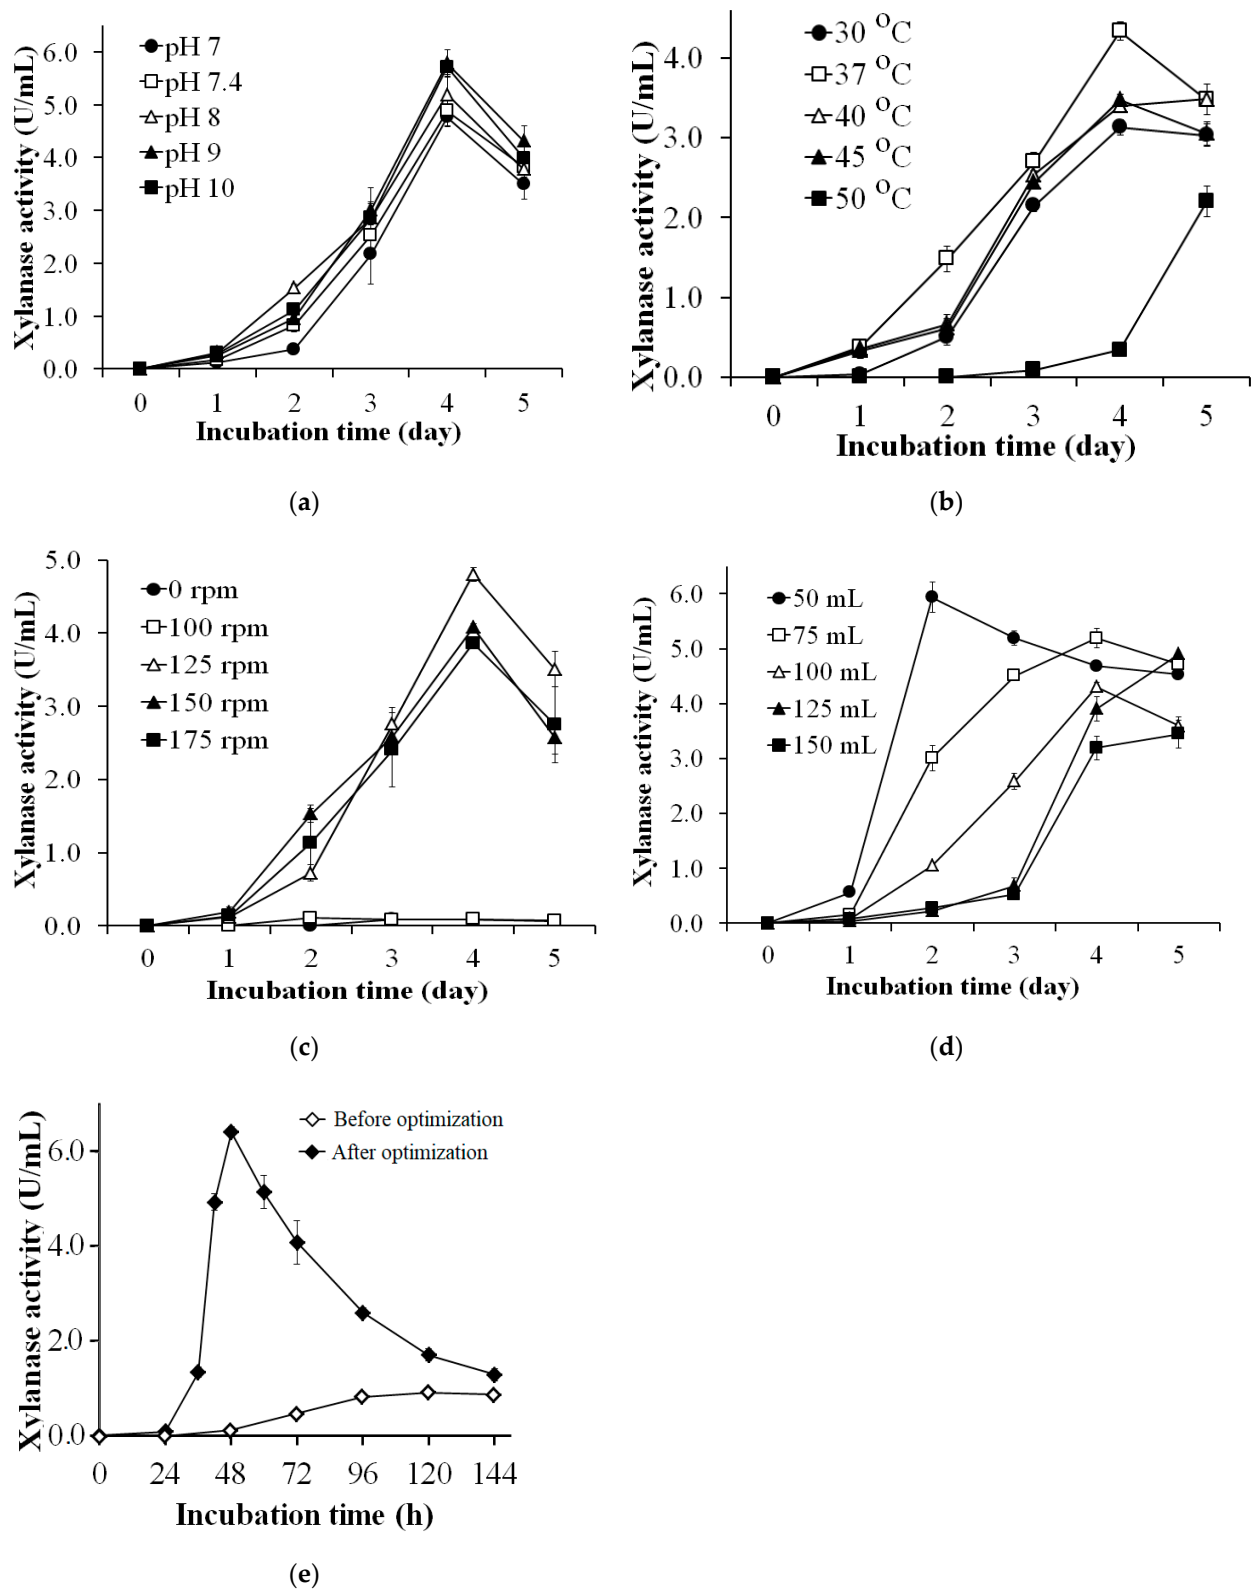 Xylanase activity (U/mL)
6.0
5.0
4.0
3.0
2.0
1.0
0.0
pH 7
pH 7.4
pH 8
pH 9
pH 10
0 1 2 3 4 5
Incubation time (day)
(a)
Xylanase activity (U/mL)
4.0
3.0
2.0
1.0
0.0
30 °C
37 °C
40 °C
45 °C
50 °C
0 1 2 3 4 5
Incubation time (day)
(b)
Xylanase activity (U/mL)
5.0
4.0
3.0
2.0
1.0
0.0
0 rpm
100 rpm
125 rpm
150 rpm
175 rpm
0 1 2 3 4 5
Incubation time (day)
(c)
Xylanase activity (U/mL)
6.0
5.0
4.0
3.0
2.0
1.0
0.0
50 mL
75 mL
100 mL
125 mL
150 mL
0 1 2 3 4 5
Incubation time (day)
(d)
Xylanase activity (U/mL)
6.0
4.0
2.0
0.0
Before optimization
After optimization
0 24 48 72 96 120 144
Incubation time (h)
(e)